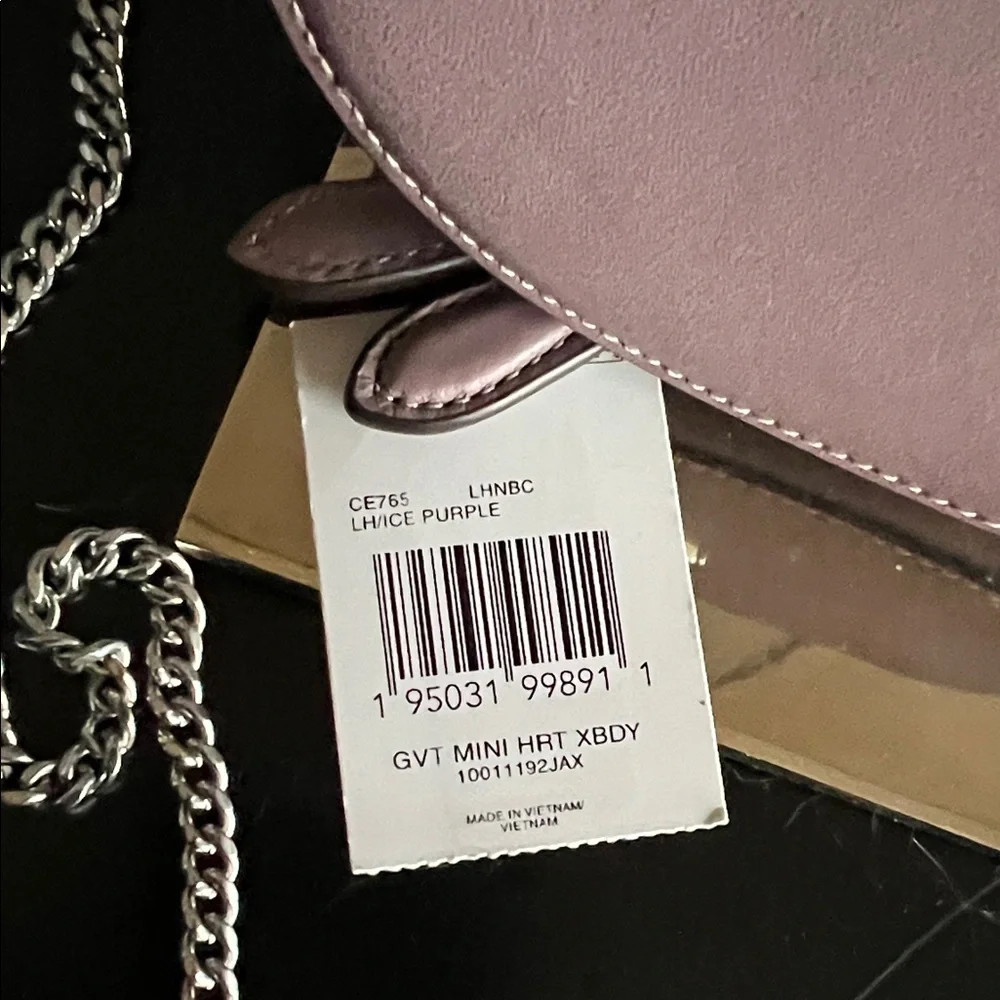 CE765 LHNBC
LH/ICE PURPLE
1 95031 99891 1
GVT MINI HRT XBDY
10011192JAX
MADE IN VIETNAM/
VIETNAM